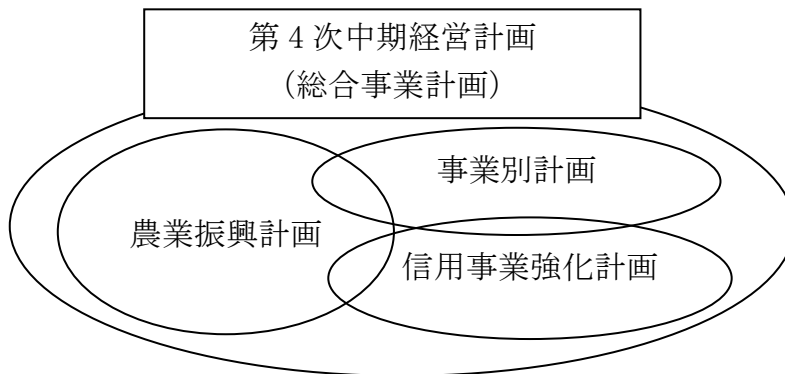 第４次中期経営計画
（総合事業計画）
事業別計画
農業振興計画
信用事業強化計画